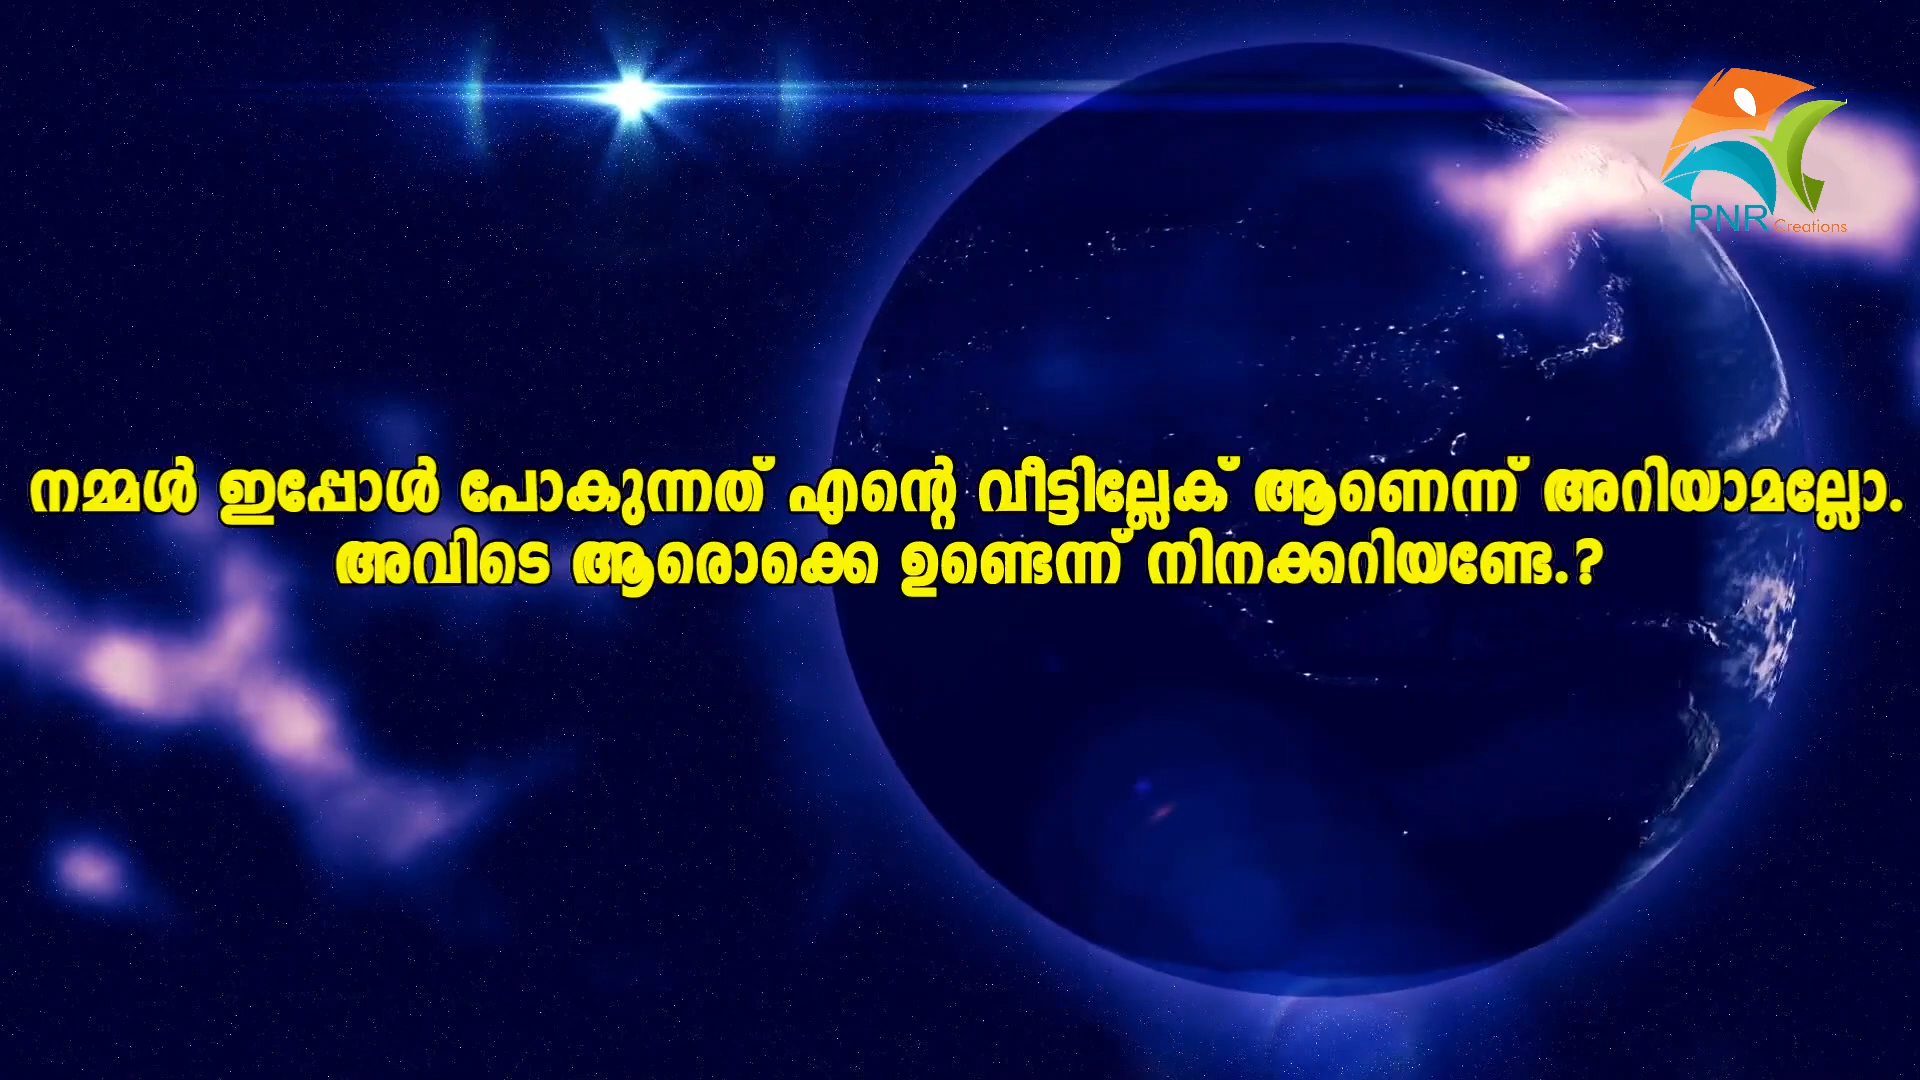 PNR Creations
നമ്മൾ ഇപ്പോൾ പോകുന്നത് എന്റെ വീട്ടില്ലേക് ആണെന്ന് അറിയാമല്ലോ.
അവിടെ ആരൊക്കെ ഉണ്ടെന്ന് നിനക്കറിയണ്ടേ.?